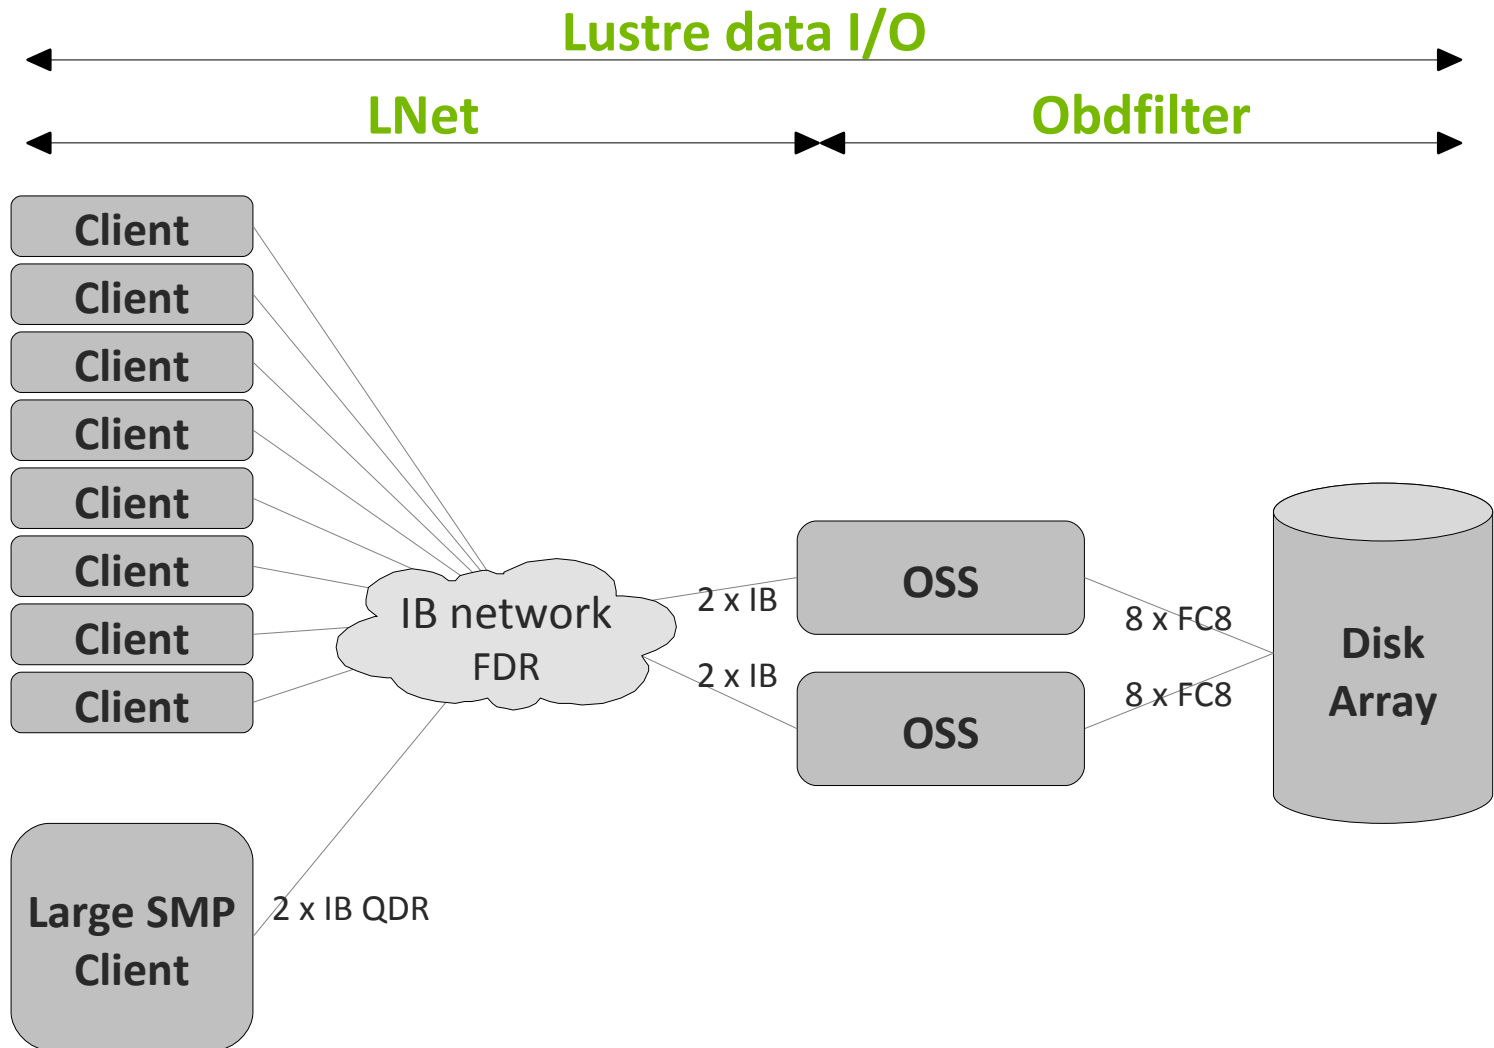 Lustre data I/O
LNet
Obdfilter
Client
Client
Client
Client
Client
Client
Client
Client
IB network
FDR
2 x IB
2 x IB
OSS
OSS
8 x FC8
8 x FC8
Disk
Array
Large SMP
Client
2 x IB QDR